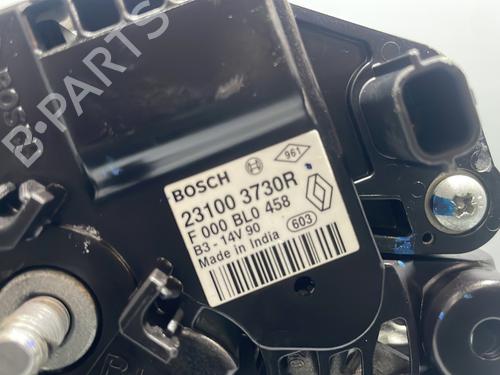 B-PARTS
BOSCH
961
23100 3730R
F 000 BL0 458
B3 - 14V 90
603
Made in India